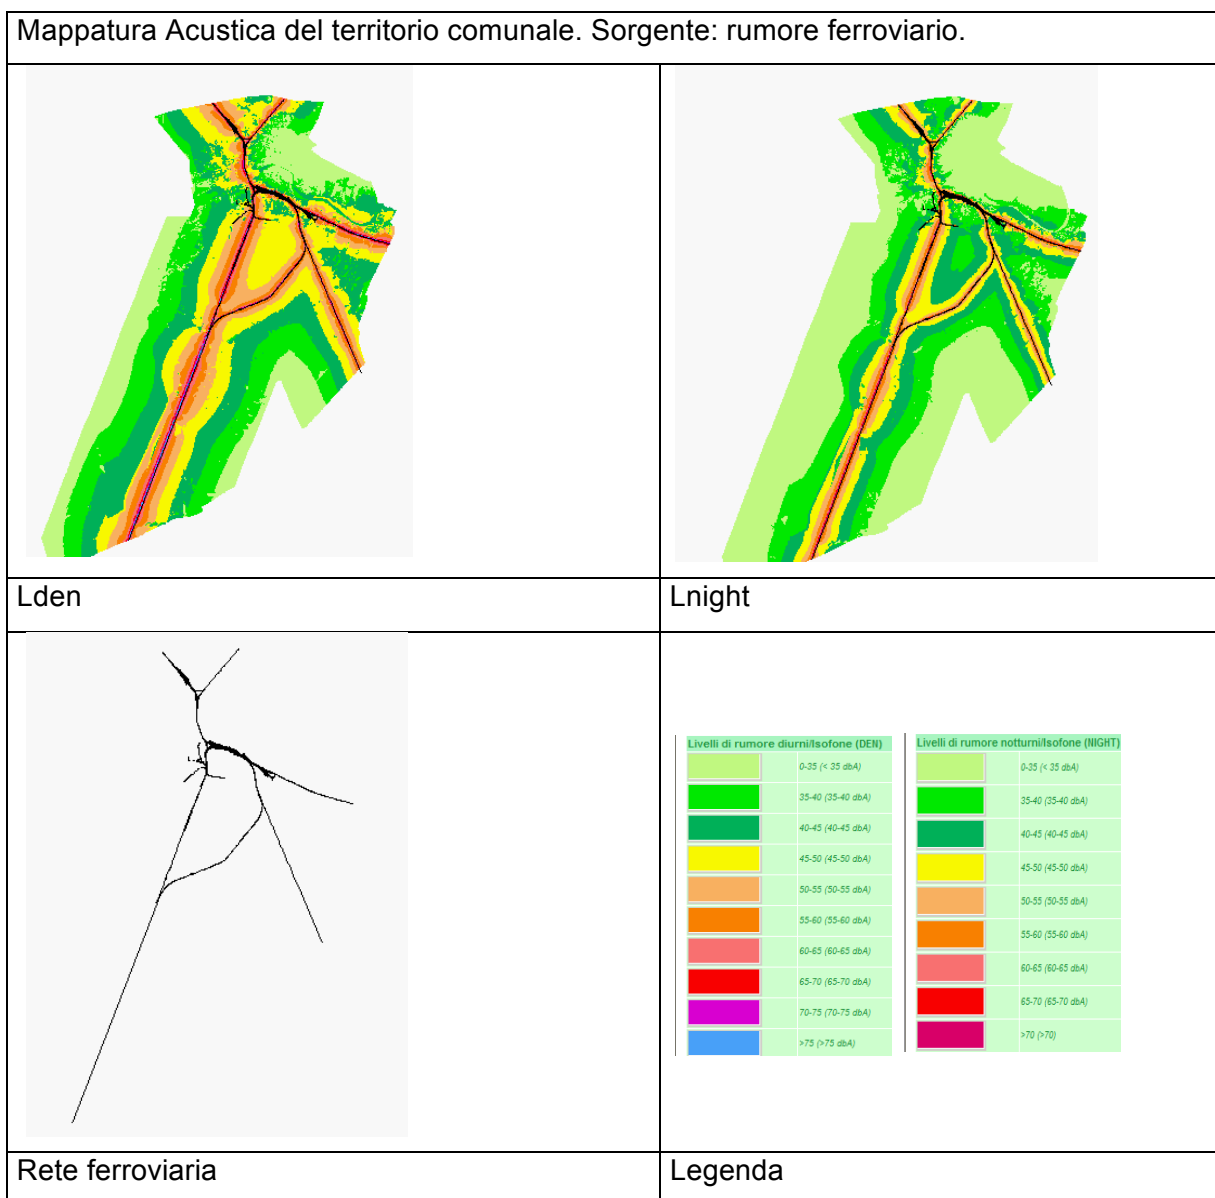 Mappatura Acustica del territorio comunale. Sorgente: rumore ferroviario.
Lden
Lnight
Livelli di rumore diurni/Isofone (DEN)
0-35 (< 35 dbA)
35-40 (35-40 dbA)
40-45 (40-45 dbA)
45-50 (45-50 dbA)
50-55 (50-55 dbA)
55-60 (55-60 dbA)
60-65 (60-65 dbA)
65-70 (65-70 dbA)
70-75 (70-75 dbA)
>75 (>75 dbA)
Livelli di rumore notturni/Isofone (NIGHT)
0-35 (< 35 dbA)
35-40 (35-40 dbA)
40-45 (40-45 dbA)
45-50 (45-50 dbA)
50-55 (50-55 dbA)
55-60 (55-60 dbA)
60-65 (60-65 dbA)
65-70 (65-70 dbA)
>70 (>70)
Rete ferroviaria
Legenda